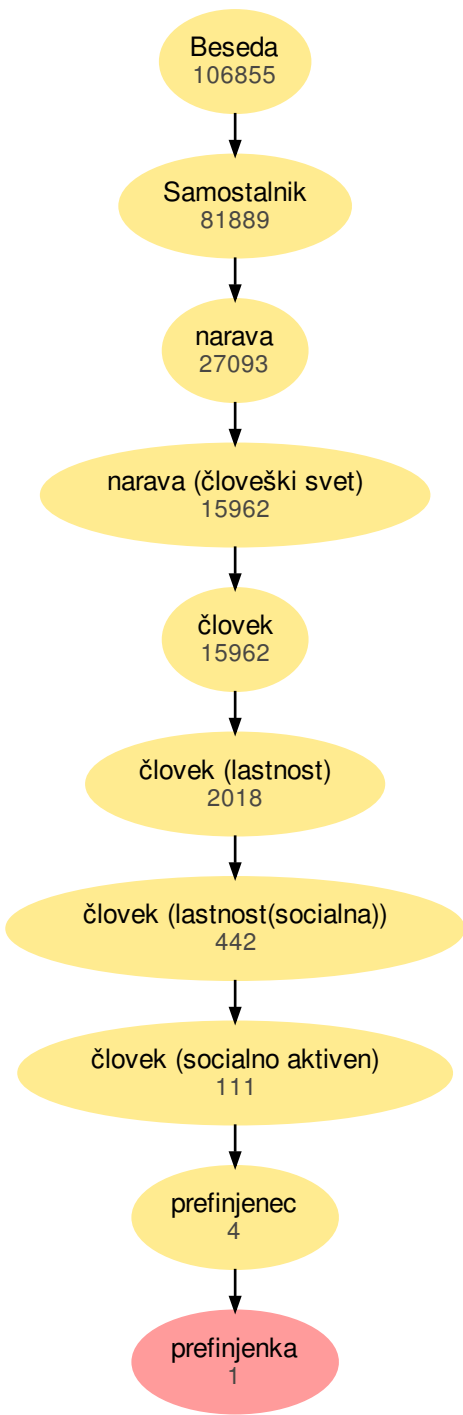 Beseda
106855
Samostalnik
81889
narava
27093
narava (človeški svet)
15962
človek
15962
človek (lastnost)
2018
človek (lastnost(socialna))
442
človek (socialno aktiven)
111
prefinjenec
4
prefinjenka
1